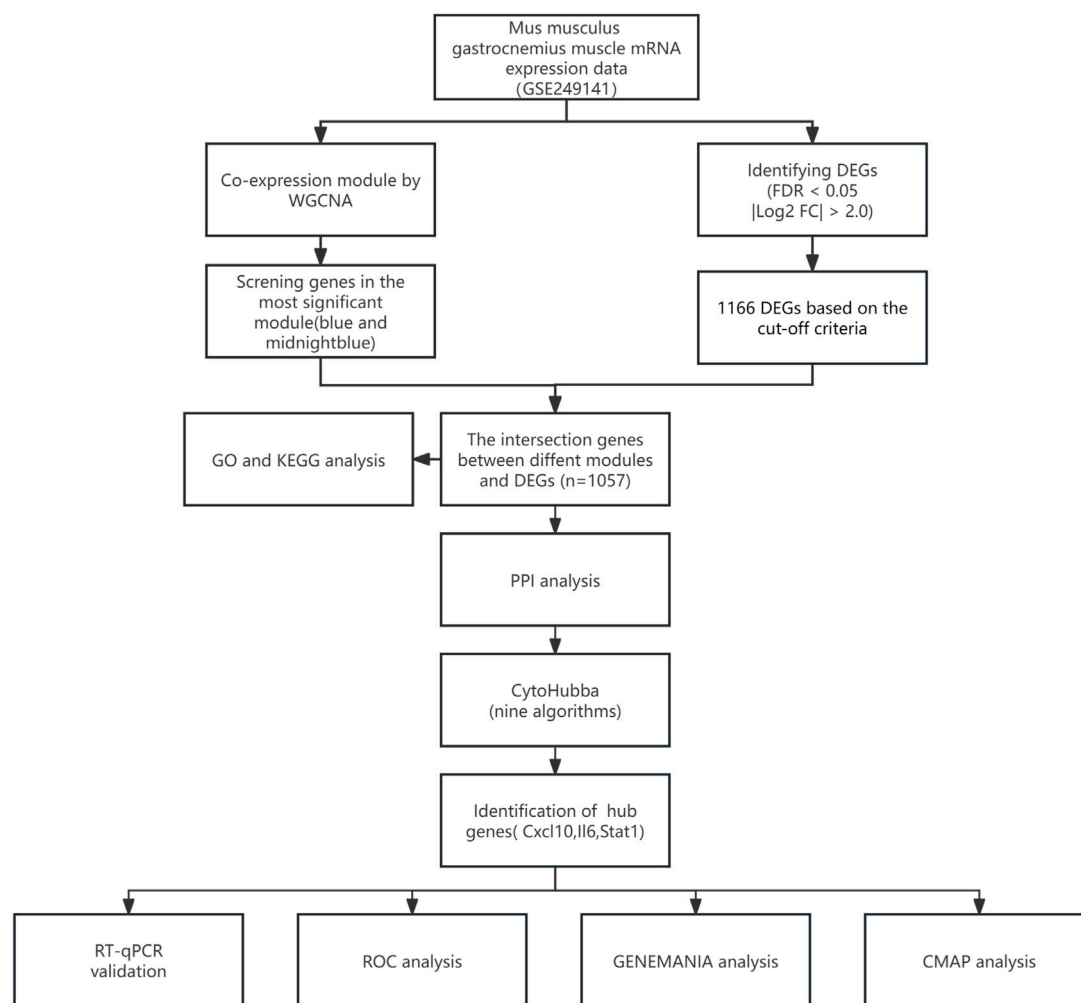 Mus musculus
gastrocnemius muscle mRNA
expression data
(GSE249141)
Co-expression module by
WGCNA
Identifying DEGs
(FDR < 0.05
|Log2 FC| > 2.0)
Screning genes in the
most significant
module(blue and
midnightblue)
1166 DEGs based on the
cut-off criteria
GO and KEGG analysis
The intersection genes
between diffent modules
and DEGs (n=1057)
PPI analysis
CytoHubba
(nine algorithms)
Identification of hub
genes( Cxcl10,Il6,Stat1)
RT-qPCR
validation
ROC analysis
GENEMANIA analysis
CMAP analysis